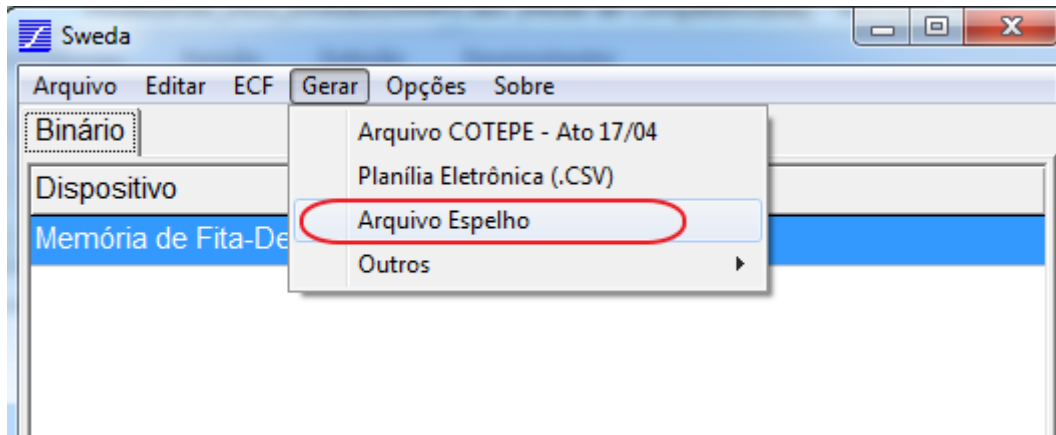 Sweda
Arquivo Editar ECF Gerar Opções Sobre
Binário
Arquivo COTEPE - Ato 17/04
Planília Eletrônica (.CSV)
Arquivo Espelho
Outros
Dispositivo
Memória de Fita-De